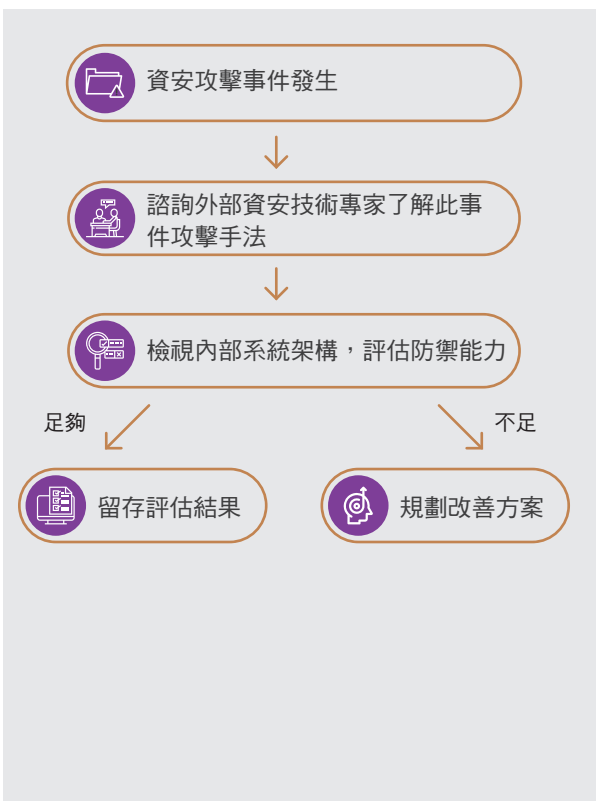 資安攻擊事件發生
諮詢外部資安技術專家了解此事
件攻擊手法
檢視內部系統架構，評估防禦能力
足夠
不足
留存評估結果
規劃改善方案